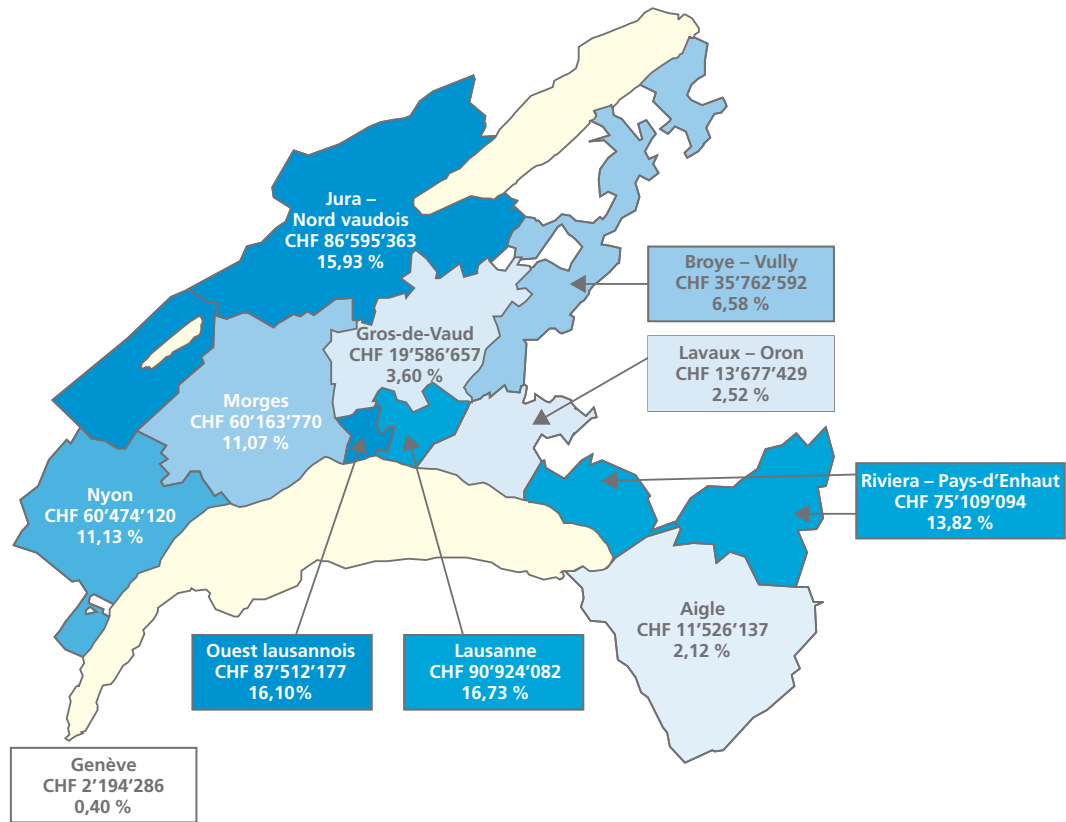 Jura –
Nord vaudois
CHF 86’595’363
15,93 %
Broye – Vully
CHF 35’762’592
6,58 %
Gros-de-Vaud
CHF 19’586’657
3,60 %
Lavaux – Oron
CHF 13’677’429
2,52 %
Morges
CHF 60’163’770
11,07 %
Riviera – Pays-d’Enhaut
CHF 75’109’094
13,82 %
Nyon
CHF 60’474’120
11,13 %
Aigle
CHF 11’526’137
2,12 %
Ouest lausannois
CHF 87’512’177
16,10%
Lausanne
CHF 90’924’082
16,73 %
Genève
CHF 2’194’286
0,40 %